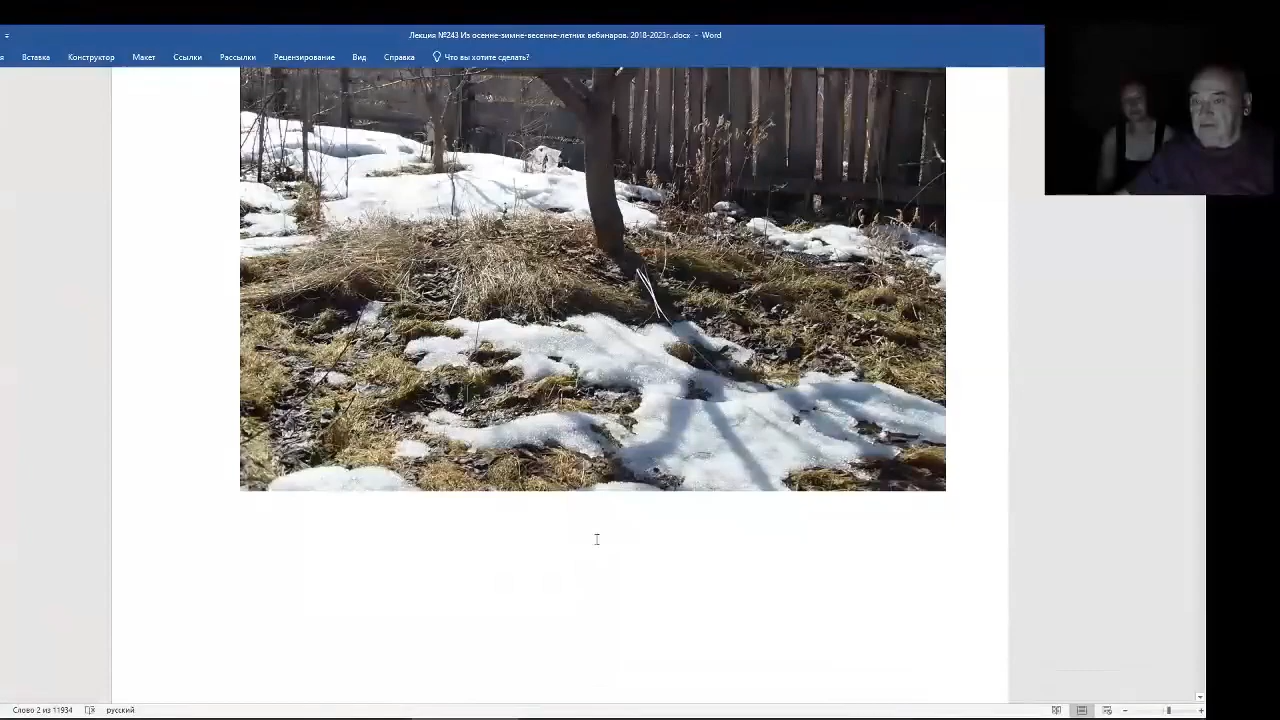 Лекция №243 Из осенне-зимне-весенне-летних вебинаров. 2018-2023г..docx - Word
я Вставка Конструктор Макет Ссылки Рассылки Рецензирование Вид Справка Что вы хотите сделать?
Слово 2 из 11934 русский